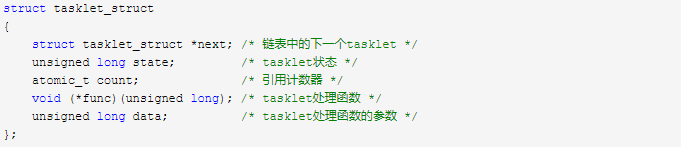 struct tasklet_struct
{
    struct tasklet_struct *next; /* 链表中的下一个tasklet */
    unsigned long state;         /* tasklet状态 */
    atomic_t count;              /* 引用计数器 */
    void (*func)(unsigned long); /* tasklet处理函数 */
    unsigned long data;          /* tasklet处理函数的参数 */
};